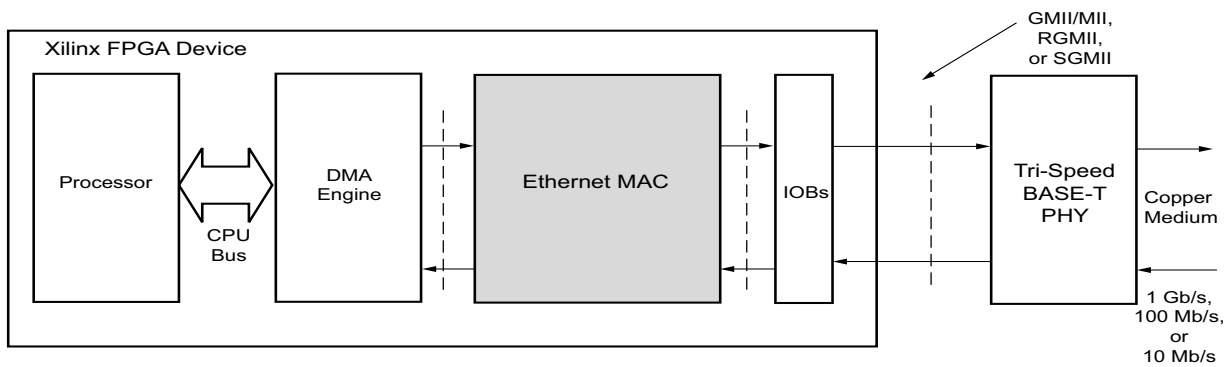 GMII/MII,
RGMII,
or SGMII
Xilinx FPGA Device
Processor
CPU
Bus
DMA
Engine
Ethernet MAC
IOBs
Tri-Speed
BASE-T
PHY
Copper
Medium
1 Gb/s,
100 Mb/s,
or
10 Mb/s